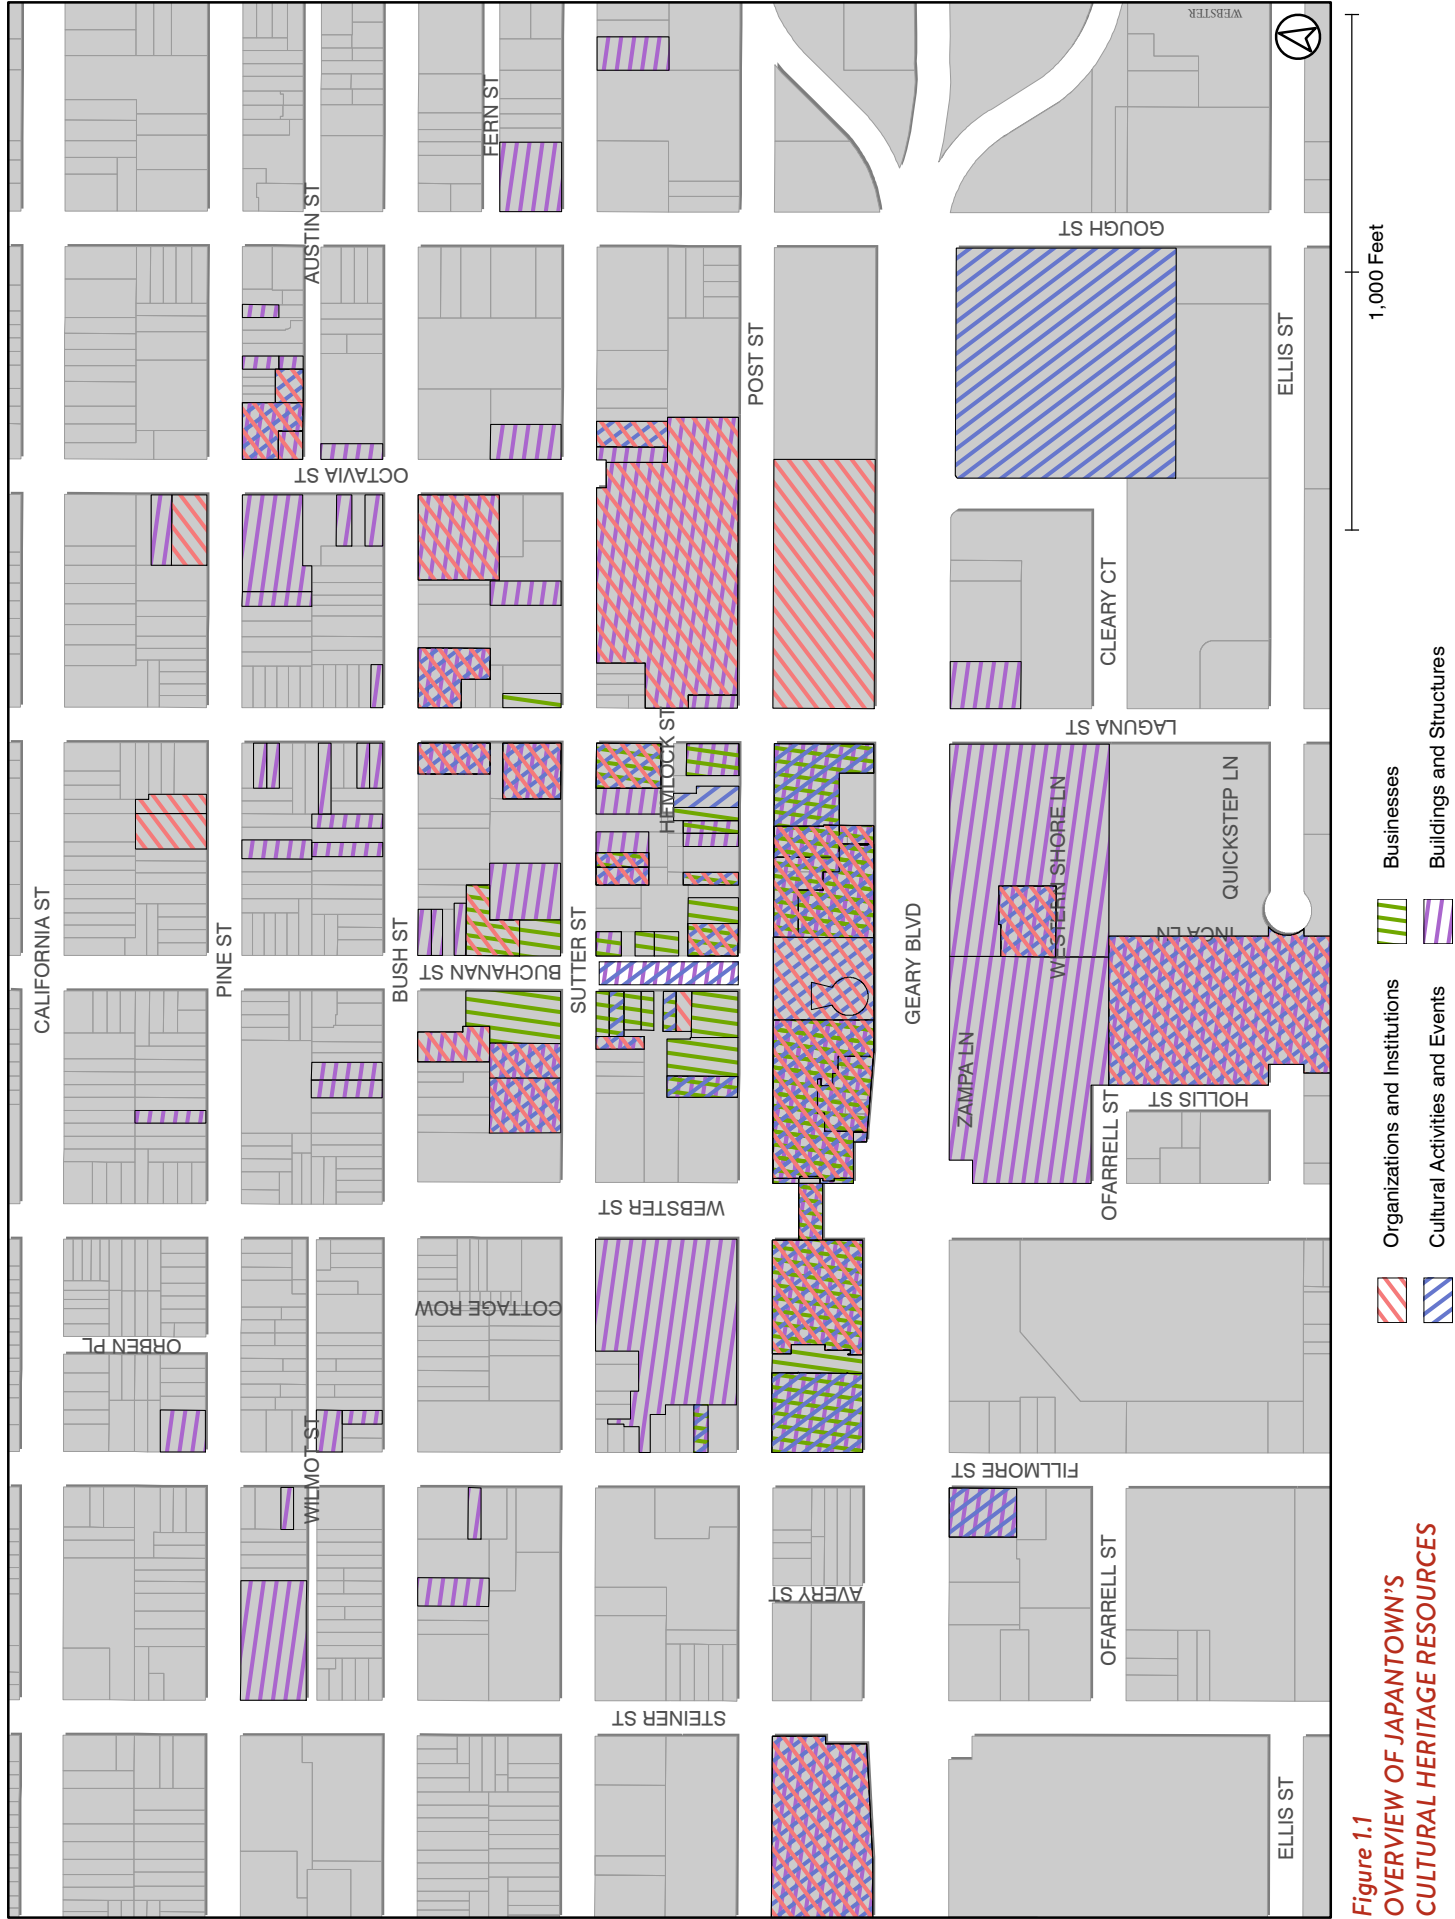 CALIFORNIA ST
PINE ST
BUSH ST
SUTTER ST
POST ST
GEARY BLVD
ELLIS ST
ELLIS ST
OFARRELL ST
OFARRELL ST
CLEARY CT
QUICKSTEP LN
WESTERN SHORE LN
ZAMPA LN
INCA LN
HOLLIS ST
HEMLOCK ST
FERN ST
AUSTIN ST
WILMOT ST
ORBEN PL
COTTAGE ROW
AVERY ST
STEINER ST
FILLMORE ST
WEBSTER ST
BUCHANAN ST
LAGUNA ST
OCTAVIA ST
GOUGH ST
WEBSTER
Figure 1.1
OVERVIEW OF JAPANTOWN'S
CULTURAL HERITAGE RESOURCES
Organizations and Institutions
Cultural Activities and Events
Businesses
Buildings and Structures
1,000 Feet